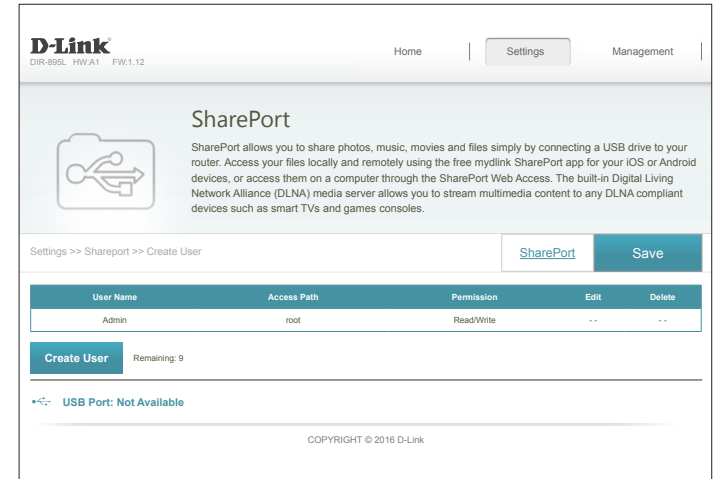 D-Link®
DIR-895L HW:A1 FW:1.12
Home
Settings
Management
SharePort
SharePort allows you to share photos, music, movies and files simply by connecting a USB drive to your
router. Access your files locally and remotely using the free mydlink SharePort app for your iOS or Android
devices, or access them on a computer through the SharePort Web Access. The built-in Digital Living
Network Alliance (DLNA) media server allows you to stream multimedia content to any DLNA compliant
devices such as smart TVs and games consoles.
Settings >> Shareport >> Create User
SharePort
Save
User Name Access Path Permission Edit Delete
Admin root Read/Write -- --
Create User Remaining: 9
USB Port: Not Available
COPYRIGHT © 2016 D-Link